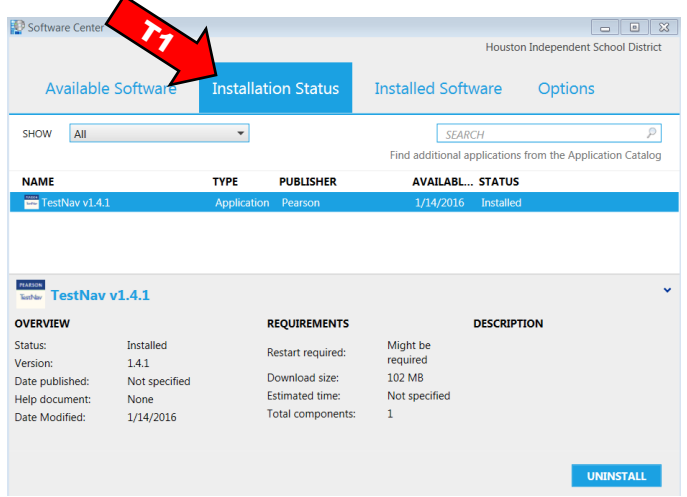 Software Center
T1
Houston Independent School District
Available Software Installation Status Installed Software Options
SHOW All SEARCH
Find additional applications from the Application Catalog
NAME TYPE PUBLISHER AVAILABL... STATUS
TestNav v1.4.1 Application Pearson 1/14/2016 Installed
PEARSON
TestNav
TestNav v1.4.1
OVERVIEW REQUIREMENTS DESCRIPTION
Status: Installed Restart required: Might be required
Version: 1.4.1
Date published: Not specified Download size: 102 MB
Help document: None Estimated time: Not specified
Date Modified: 1/14/2016 Total components: 1
UNINSTALL